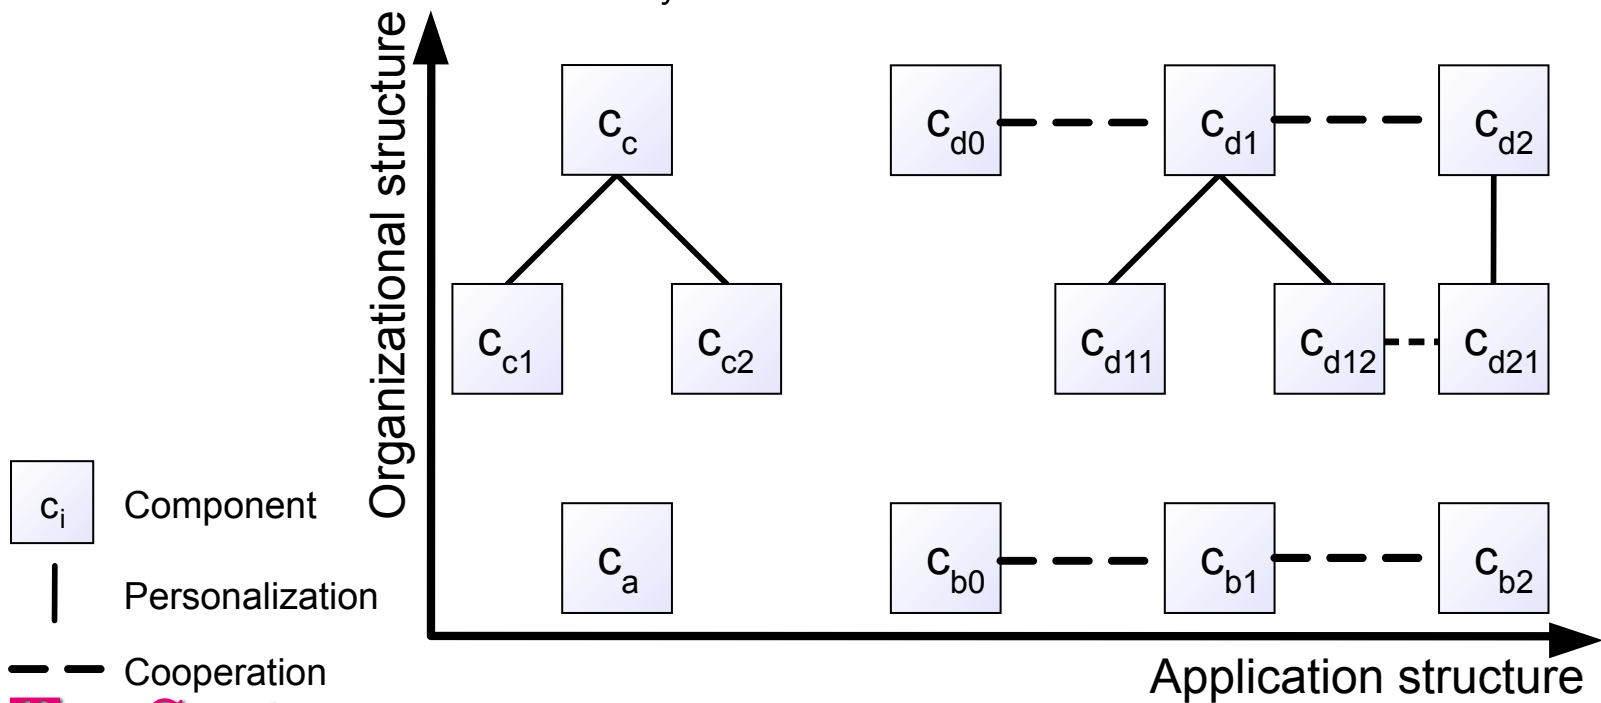 Organizational structure
c_c
c_d0
c_d1
c_d2
c_c1
c_c2
c_d11
c_d12
c_d21
c_i Component
c_a
c_b0
c_b1
c_b2
Personalization
Cooperation
Application structure